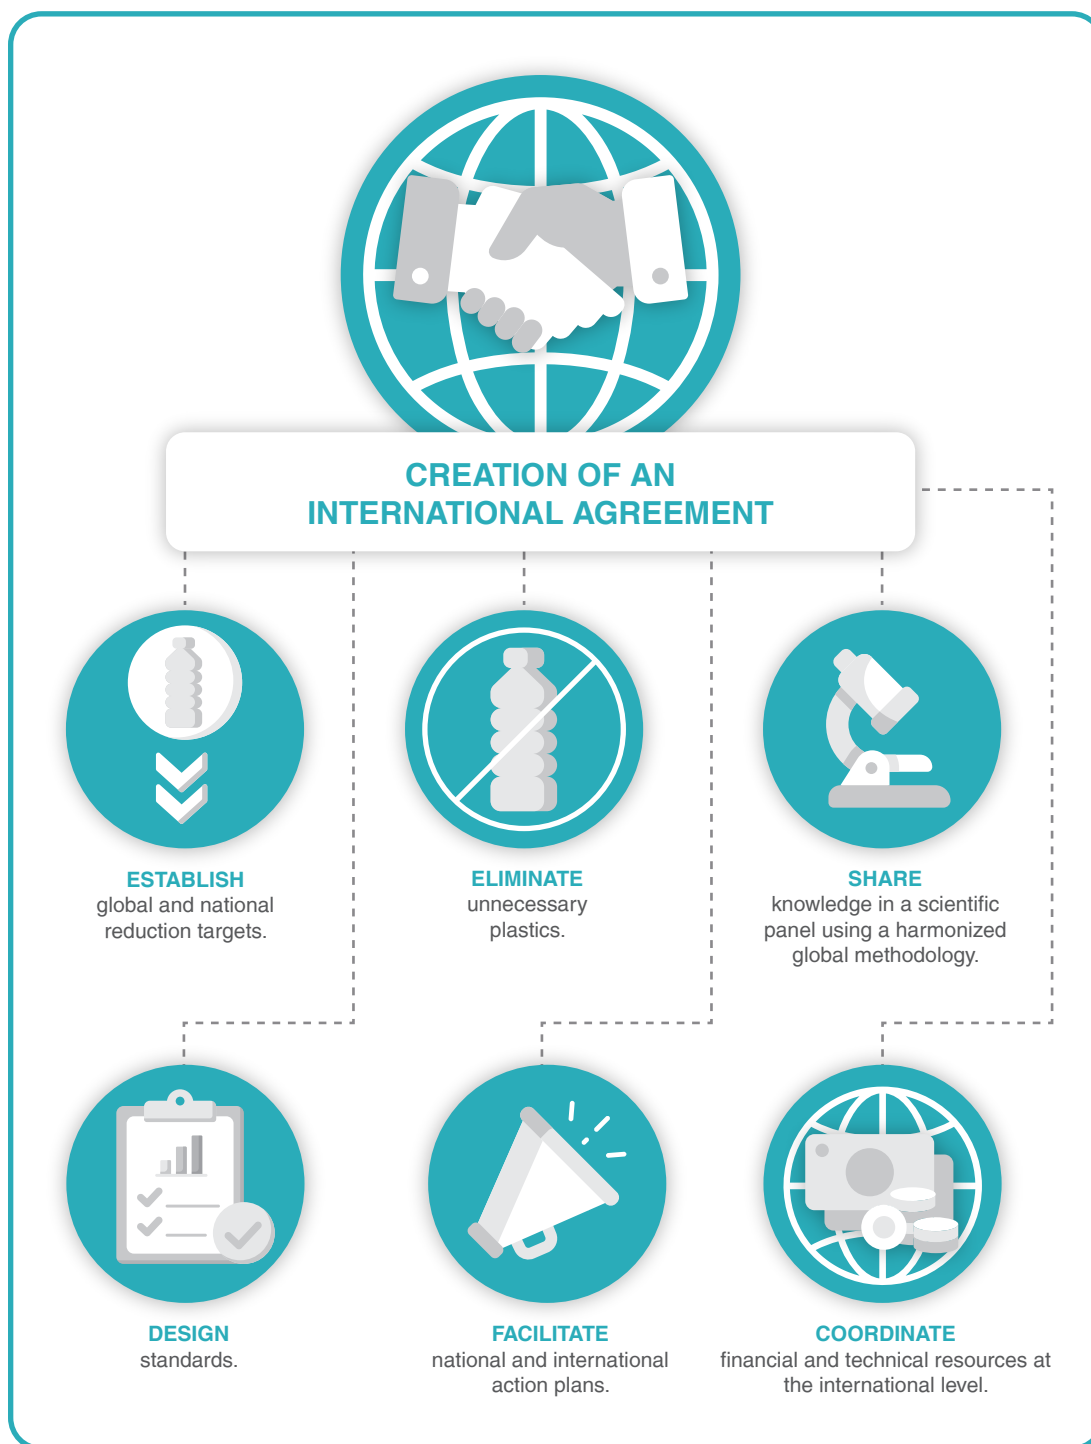 CREATION OF AN
INTERNATIONAL AGREEMENT
ESTABLISH
global and national
reduction targets.
ELIMINATE
unnecessary
plastics.
SHARE
knowledge in a scientific
panel using a harmonized
global methodology.
DESIGN
standards.
FACILITATE
national and international
action plans.
COORDINATE
financial and technical resources at
the international level.